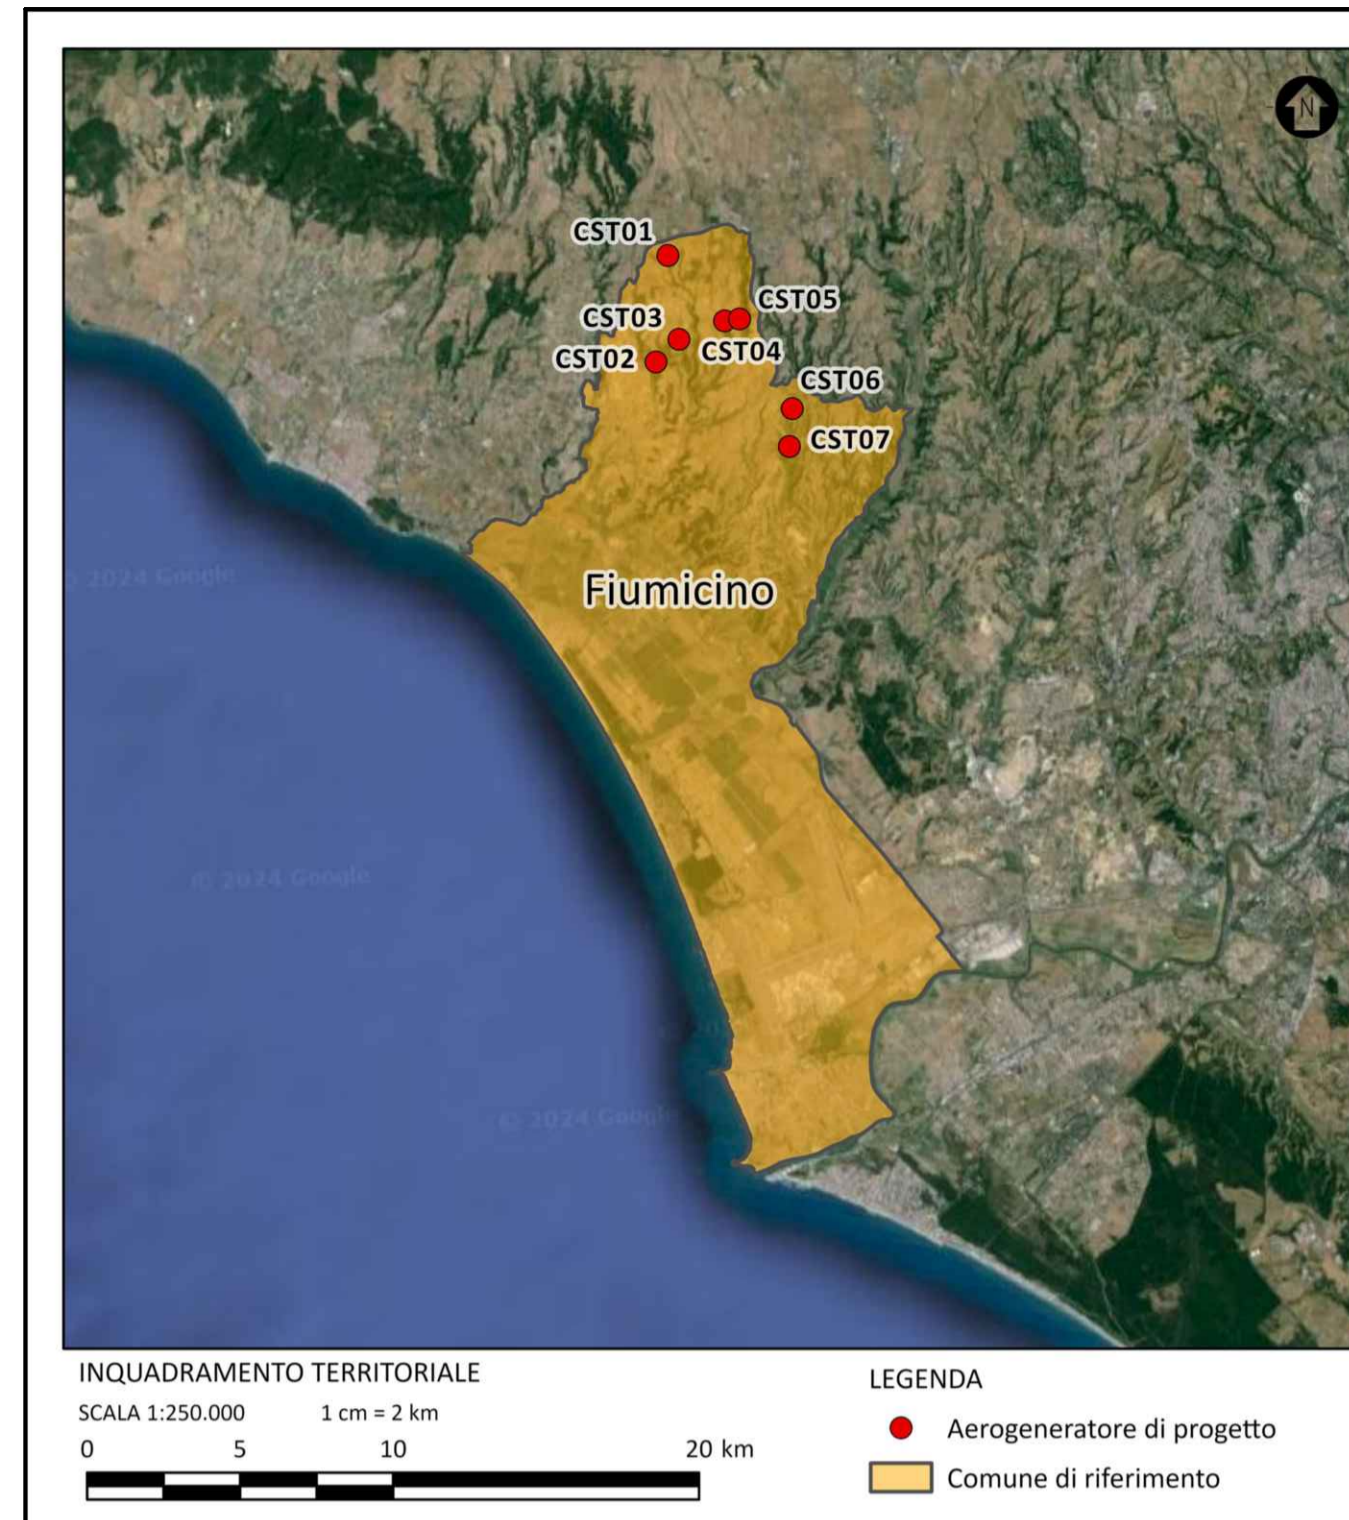 N
CST01
CST05
CST03
CST04
CST02
CST06
CST07
© 2024 Google
Fiumicino
© 2024 Google
© 2024 Google
INQUADRAMENTO TERRITORIALE
LEGENDA
SCALA 1:250.000 1 cm = 2 km
Aerogeneratore di progetto
0 5 10 20 km
Comune di riferimento